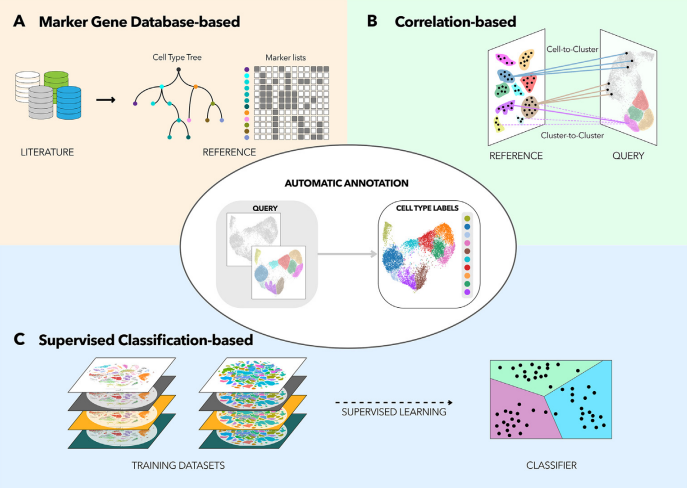 A Marker Gene Database-based
Cell Type Tree
Marker lists
LITERATURE
REFERENCE
B Correlation-based
Cell-to-Cluster
Cluster-to-Cluster
REFERENCE
QUERY
AUTOMATIC ANNOTATION
QUERY
CELL TYPE LABELS
C Supervised Classification-based
SUPERVISED LEARNING
TRAINING DATASETS
CLASSIFIER